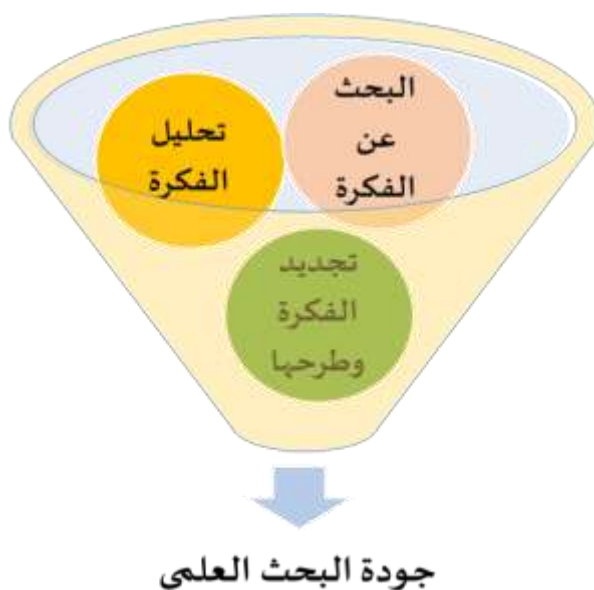 البحث
عن
الفكرة
تحليل
الفكرة
تجديد
الفكرة
وطرحها
جودة البحث العلمى